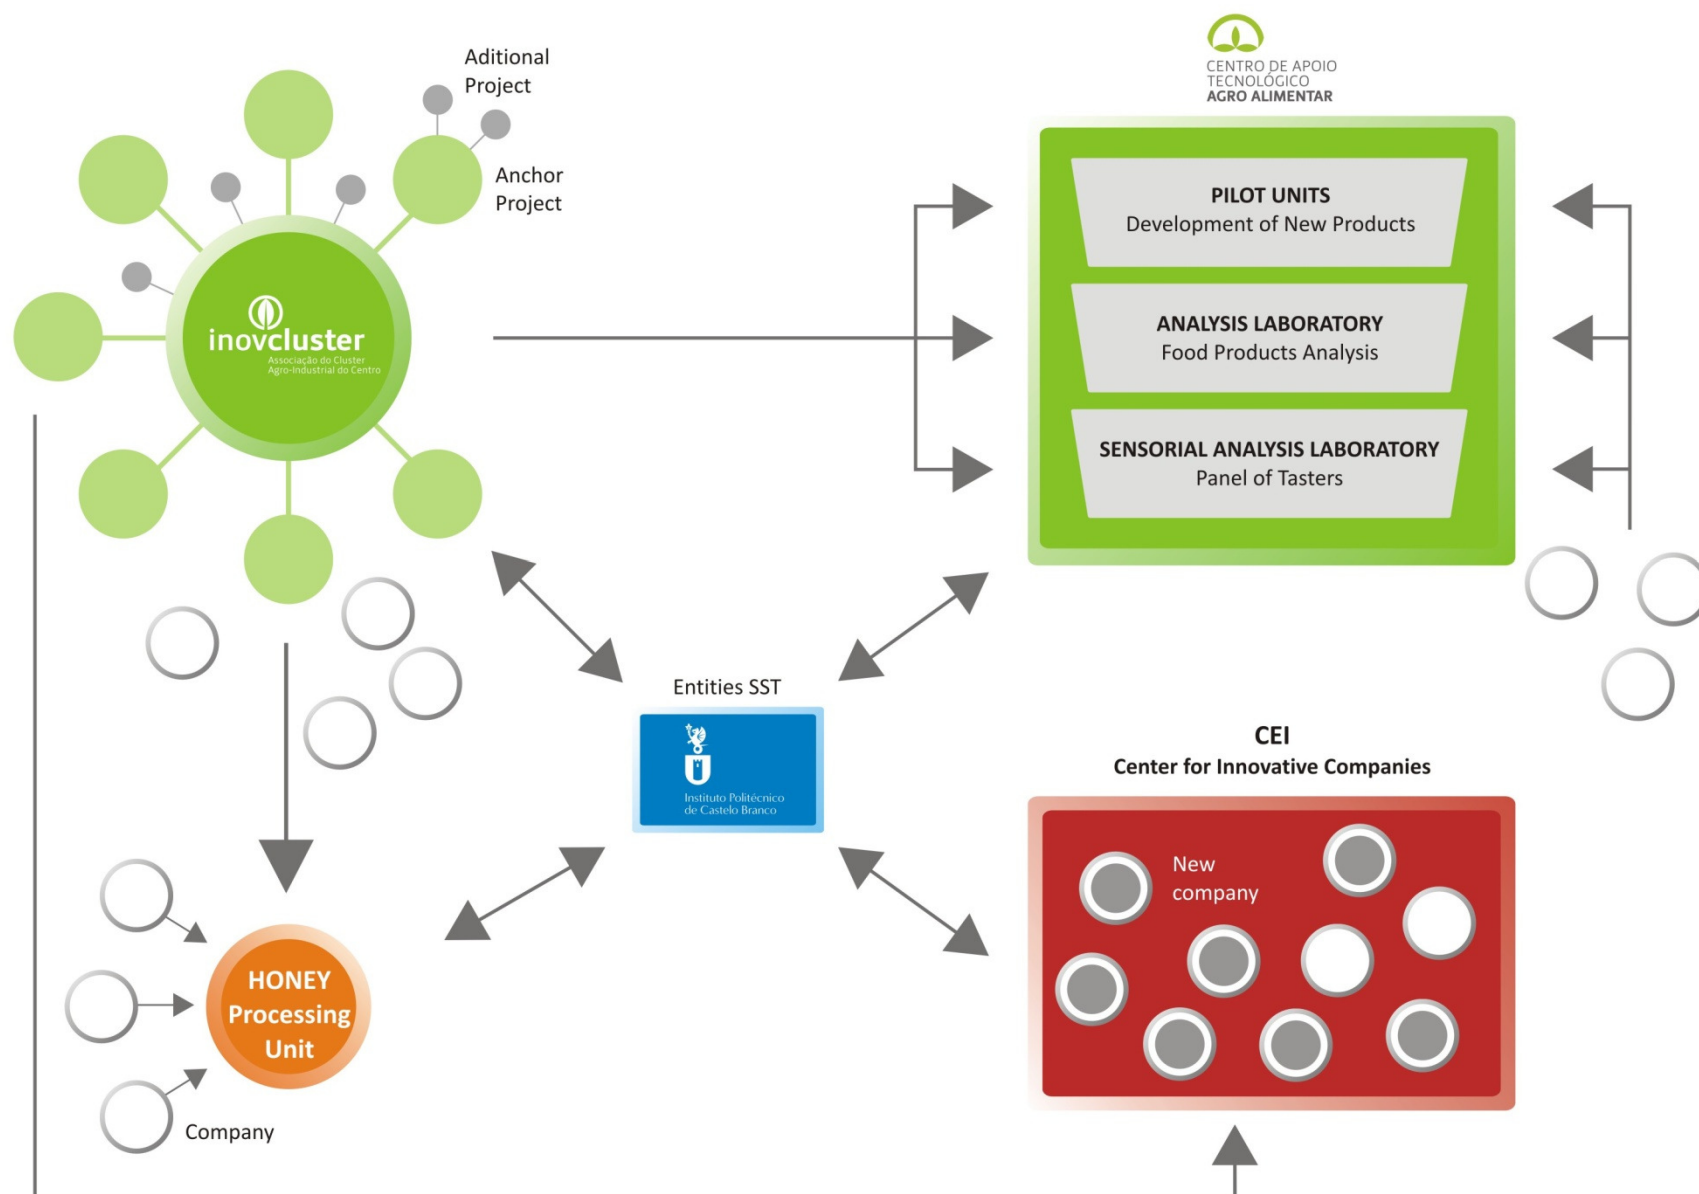 Aditional
Project
Anchor
Project
inovcluster
Associação do Cluster
Agro-Industrial do Centro
CENTRO DE APOIO
TECNOLÓGICO
AGRO ALIMENTAR
PILOT UNITS
Development of New Products
ANALYSIS LABORATORY
Food Products Analysis
SENSORIAL ANALYSIS LABORATORY
Panel of Tasters
Entities SST
Instituto Politécnico
de Castelo Branco
CEI
Center for Innovative Companies
New
company
HONEY
Processing
Unit
Company